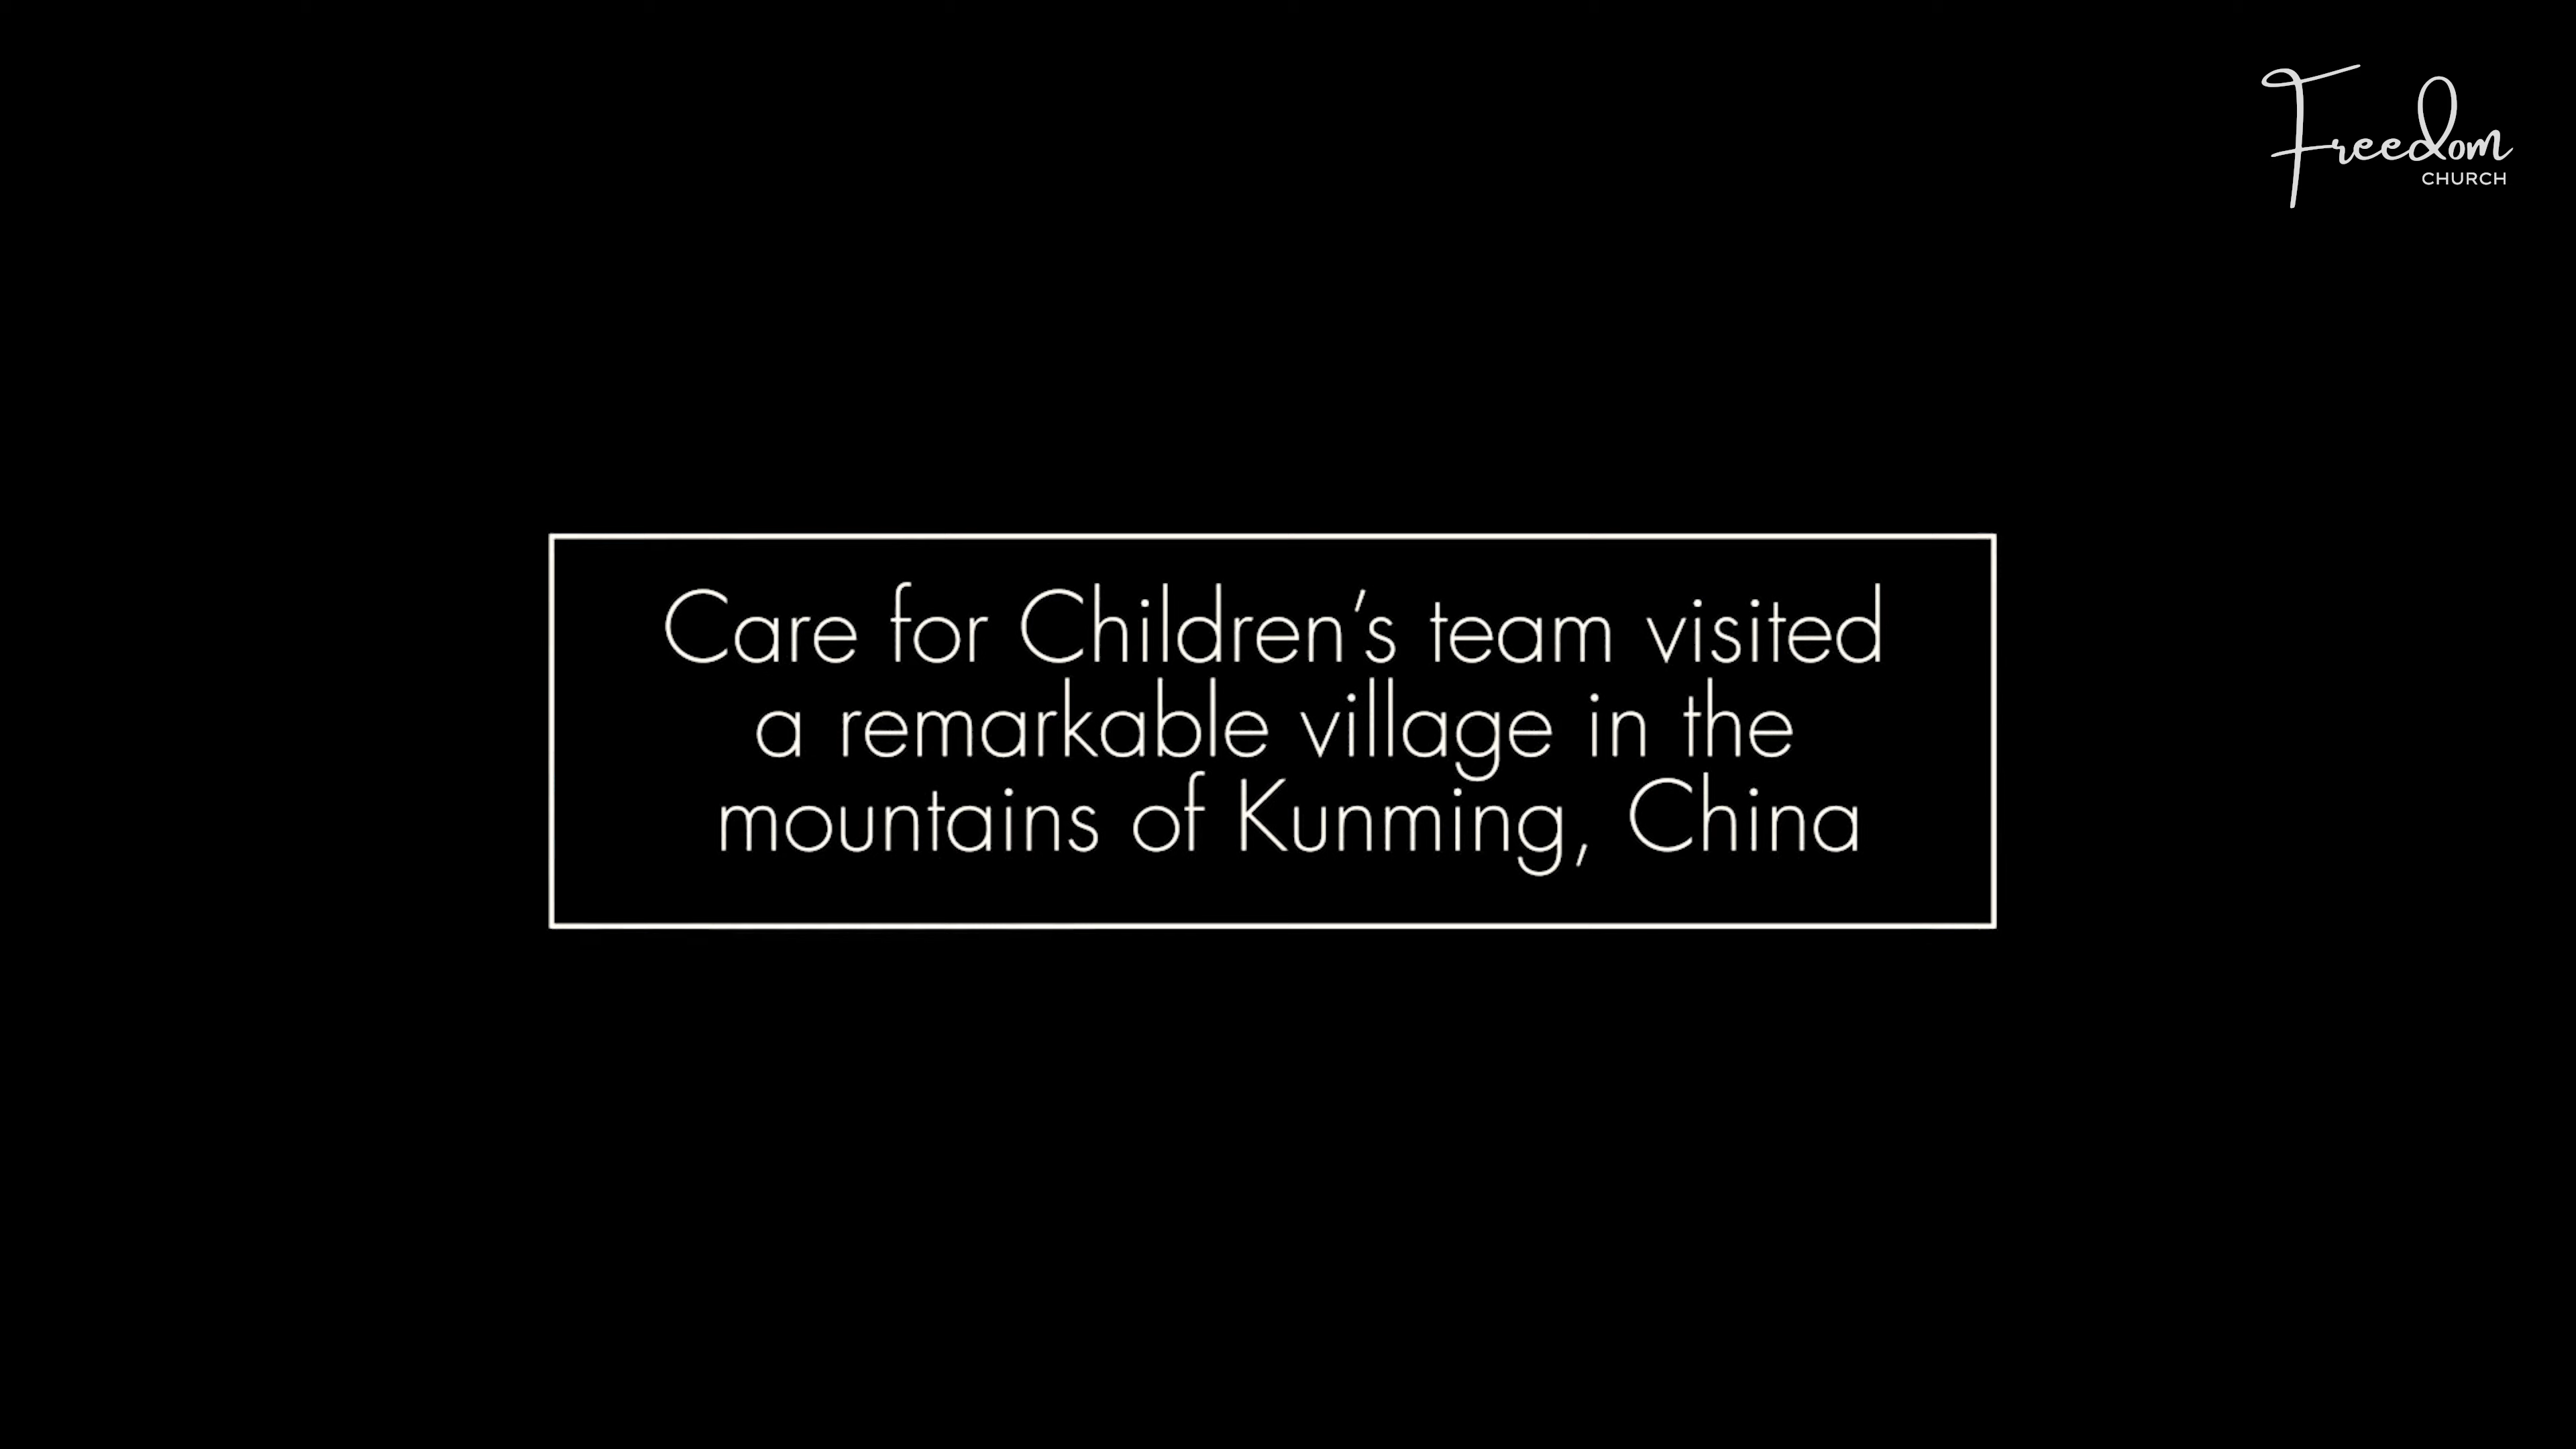 Freedom
CHURCH
Care for Children’s team visited
a remarkable village in the
mountains of Kunming, China